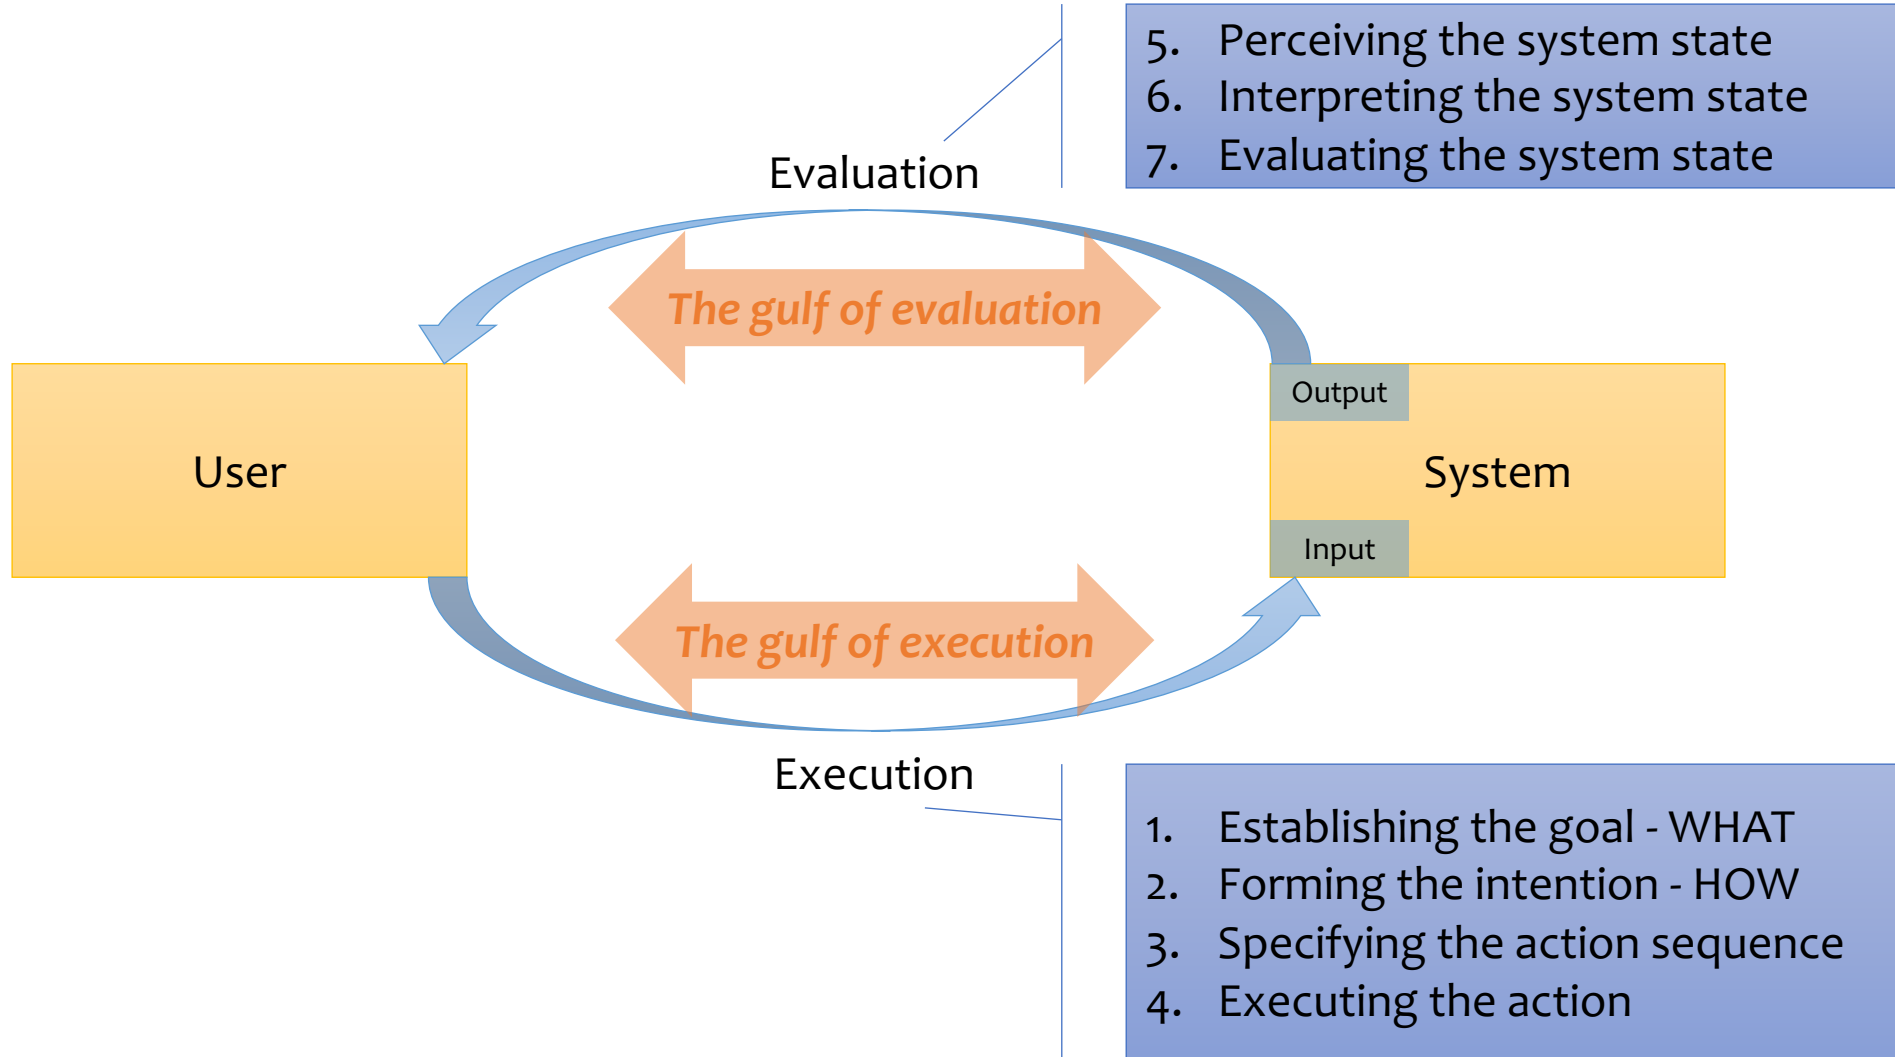 5. Perceiving the system state
6. Interpreting the system state
7. Evaluating the system state
Evaluation
The gulf of evaluation
Output
User
System
Input
The gulf of execution
Execution
1. Establishing the goal - WHAT
2. Forming the intention - HOW
3. Specifying the action sequence
4. Executing the action